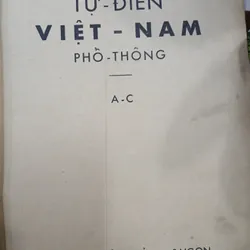 TỰ-ĐIỂN
VIỆT-NAM
PHỔ-THÔNG
A-C